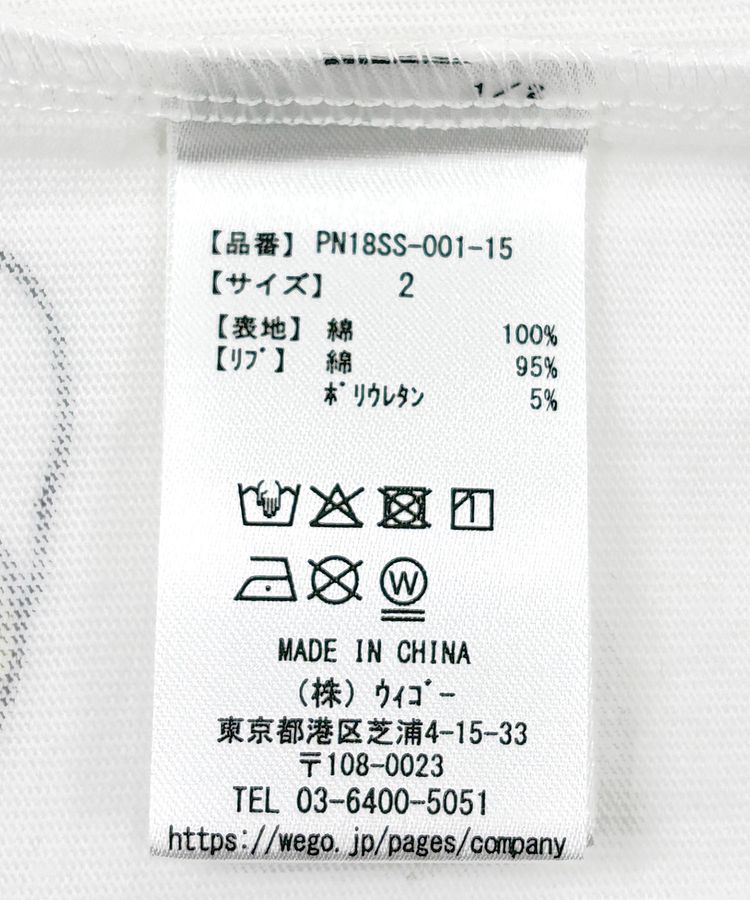 【品番】 PN18SS-001-15
【サイズ】 2
【表地】 綿 100%
【ﾘﾌﾞ】 綿 95%
ﾎﾟﾘｳﾚﾀﾝ 5%
W
MADE IN CHINA
(株) ｳｨｺﾞｰ
東京都港区芝浦4-15-33
〒108-0023
TEL 03-6400-5051
https://wego.jp/pages/company